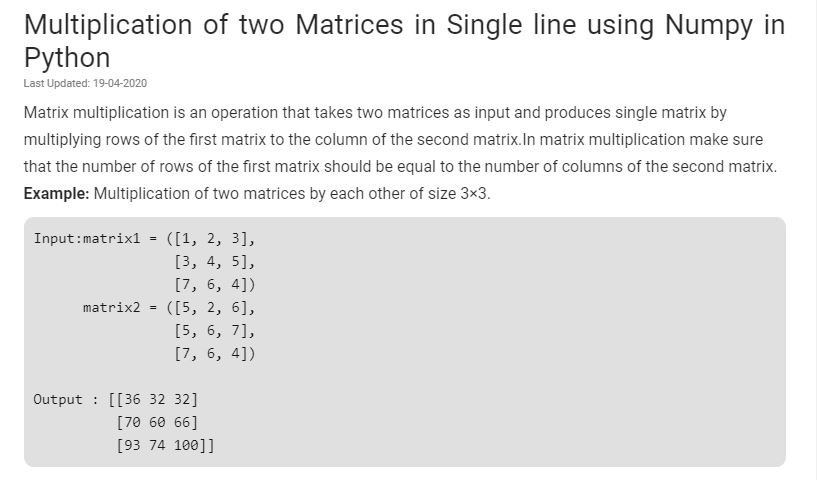 Multiplication of two Matrices in Single line using Numpy in
Python
Last Updated: 19-04-2020
Matrix multiplication is an operation that takes two matrices as input and produces single matrix by
multiplying rows of the first matrix to the column of the second matrix.In matrix multiplication make sure
that the number of rows of the first matrix should be equal to the number of columns of the second matrix.
Example: Multiplication of two matrices by each other of size 3×3.
Input:matrix1 = ([1, 2, 3],
[3, 4, 5],
[7, 6, 4])
matrix2 = ([5, 2, 6],
[5, 6, 7],
[7, 6, 4])
Output : [[36 32 32]
[70 60 66]
[93 74 100]]